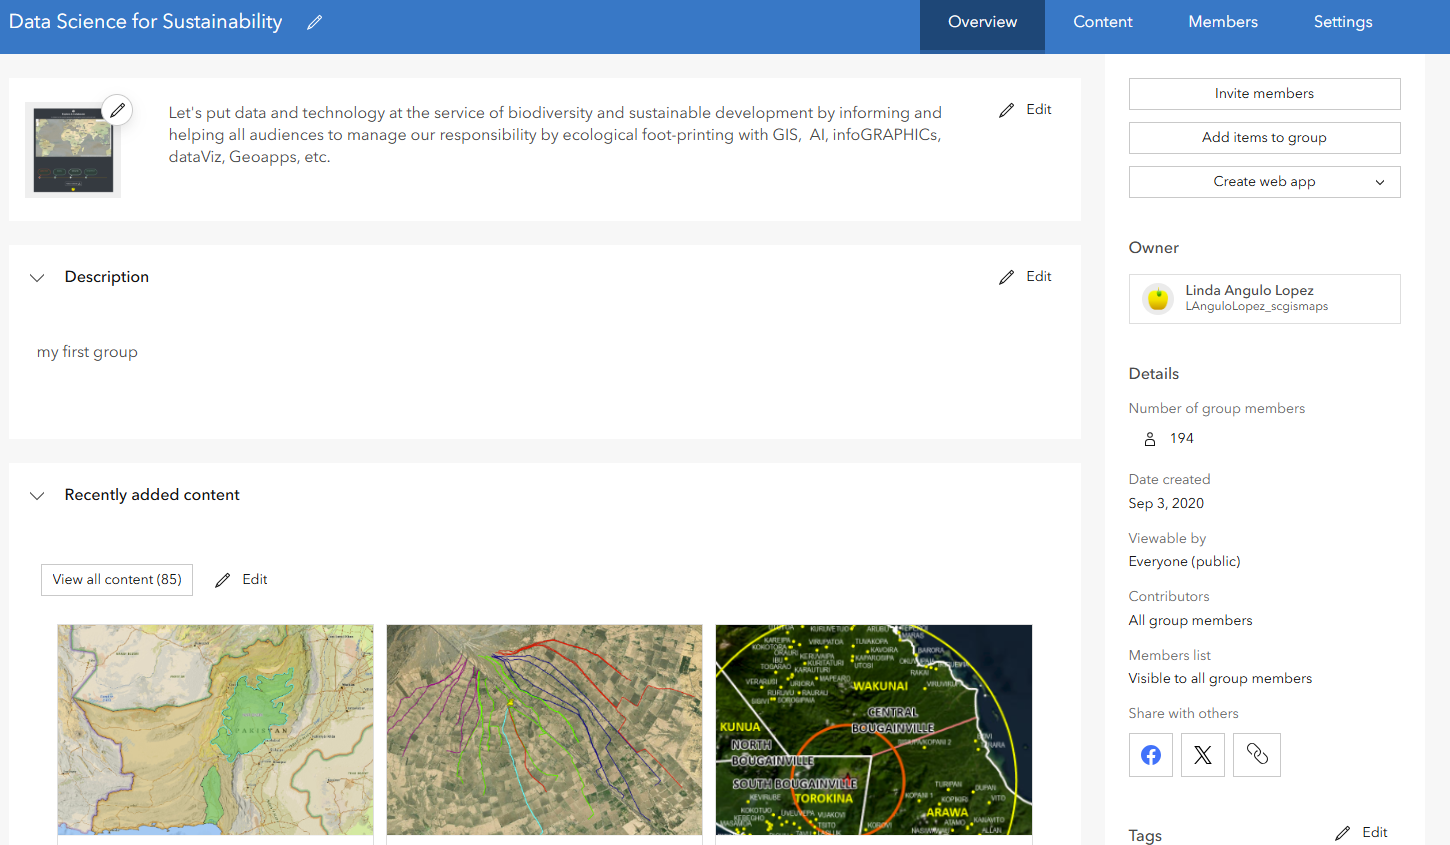 Data Science for Sustainability
Overview
Content
Members
Settings
Let's put data and technology at the service of biodiversity and sustainable development by informing and
helping all audiences to manage our responsibility by ecological foot-printing with GIS,  AI, infoGRAPHICs,
dataViz, Geoapps, etc.
Edit
Description
Edit
my first group
Recently added content
View all content (85)
Edit
PAKISTAN
WAKUNAI
CENTRAL
BOUGAINVILLE
KUNUA
NORTH
BOUGAINVILLE
SOUTH BOUGAINVILLE
TOROKINA
ARAWA
Invite members
Add items to group
Create web app
Owner
Linda Angulo Lopez
LAnguloLopez_scgismaps
Details
Number of group members
194
Date created
Sep 3, 2020
Viewable by
Everyone (public)
Contributors
All group members
Members list
Visible to all group members
Share with others
Tags
Edit